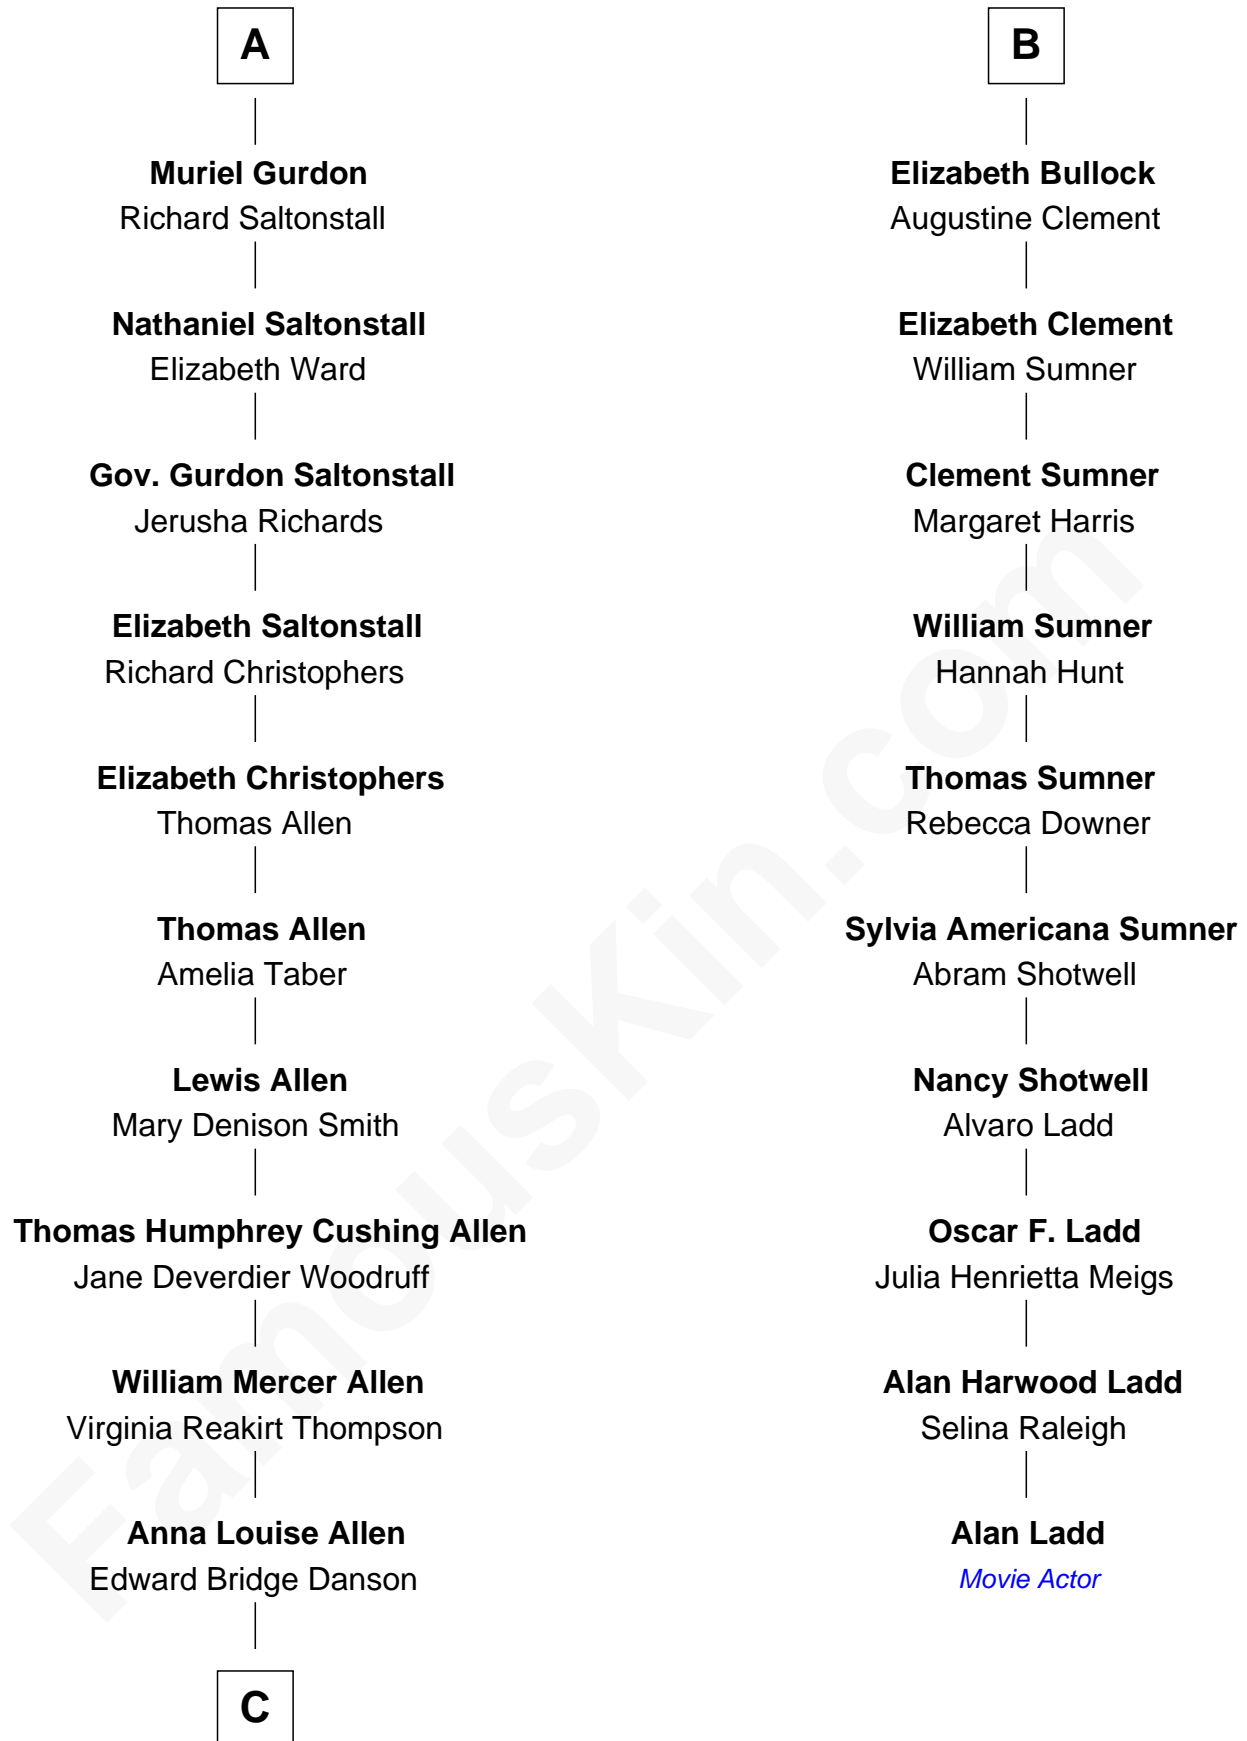 A
Muriel Gurdon
Richard Saltonstall
Nathaniel Saltonstall
Elizabeth Ward
Gov. Gurdon Saltonstall
Jerusha Richards
Elizabeth Saltonstall
Richard Christophers
Elizabeth Christophers
Thomas Allen
Thomas Allen
Amelia Taber
Lewis Allen
Mary Denison Smith
Thomas Humphrey Cushing Allen
Jane Deverdier Woodruff
William Mercer Allen
Virginia Reakirt Thompson
Anna Louise Allen
Edward Bridge Danson
C
B
Elizabeth Bullock
Augustine Clement
Elizabeth Clement
William Sumner
Clement Sumner
Margaret Harris
William Sumner
Hannah Hunt
Thomas Sumner
Rebecca Downer
Sylvia Americana Sumner
Abram Shotwell
Nancy Shotwell
Alvaro Ladd
Oscar F. Ladd
Julia Henrietta Meigs
Alan Harwood Ladd
Selina Raleigh
Alan Ladd
Movie Actor
FamousKin.com